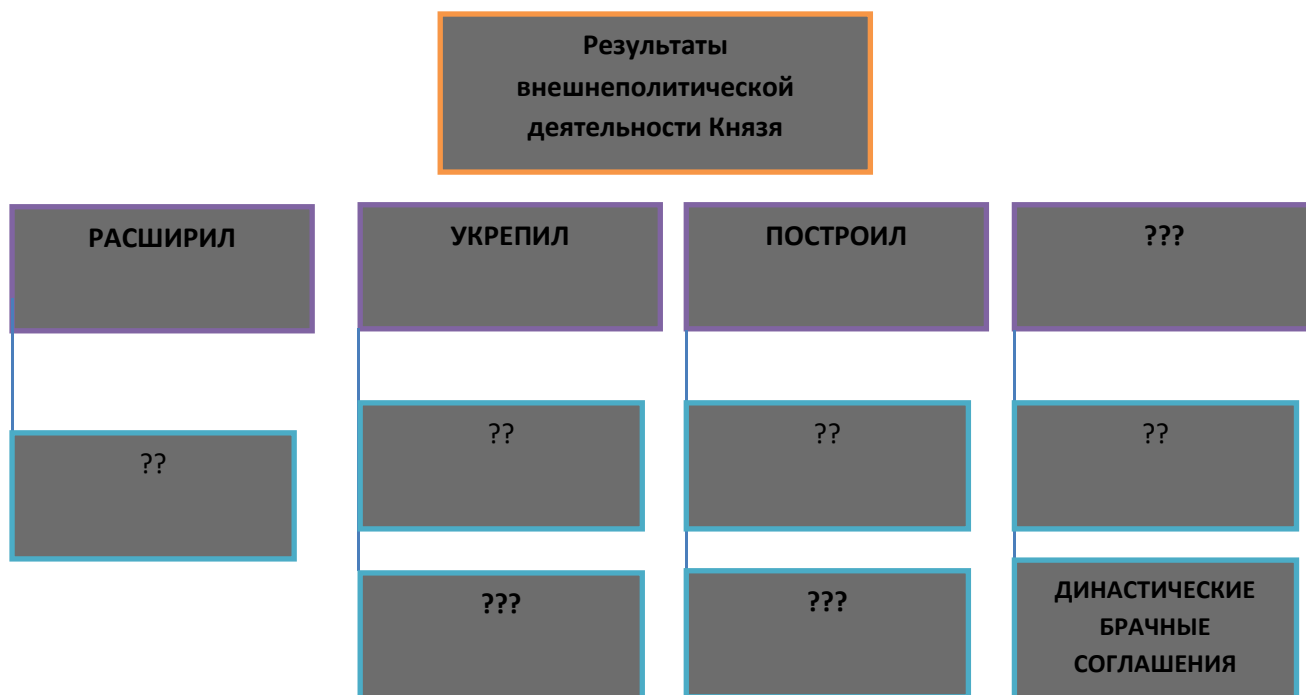 Результаты
внешнеполитической
деятельности Князя
РАСШИРИЛ
УКРЕПИЛ
ПОСТРОИЛ
???
??
??
??
??
???
???
ДИНАСТИЧЕСКИЕ
БРАЧНЫЕ
СОГЛАШЕНИЯ